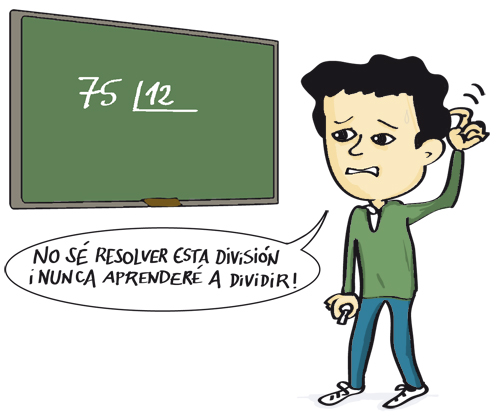 75 12
NO SÉ RESOLVER ESTA DIVISIÓN
¡NUNCA APRENDERÉ A DIVIDIR!